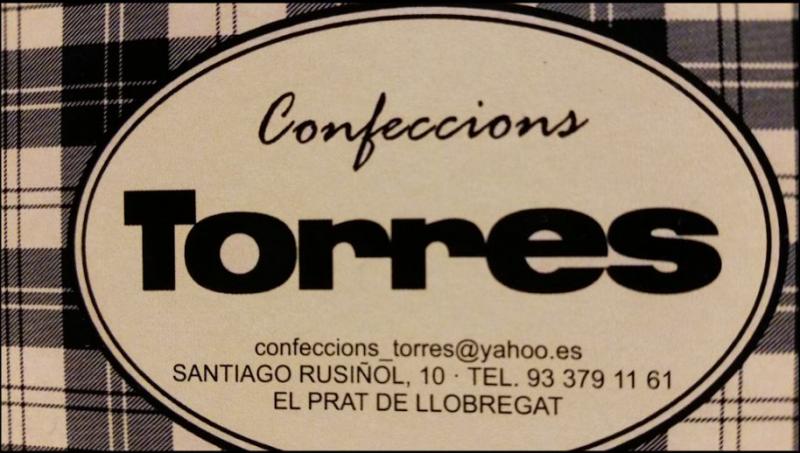 Confeccions
Torres
confeccions_torres@yahoo.es
SANTIAGO RUSIÑOL, 10 · TEL. 93 379 11 61
EL PRAT DE LLOBREGAT